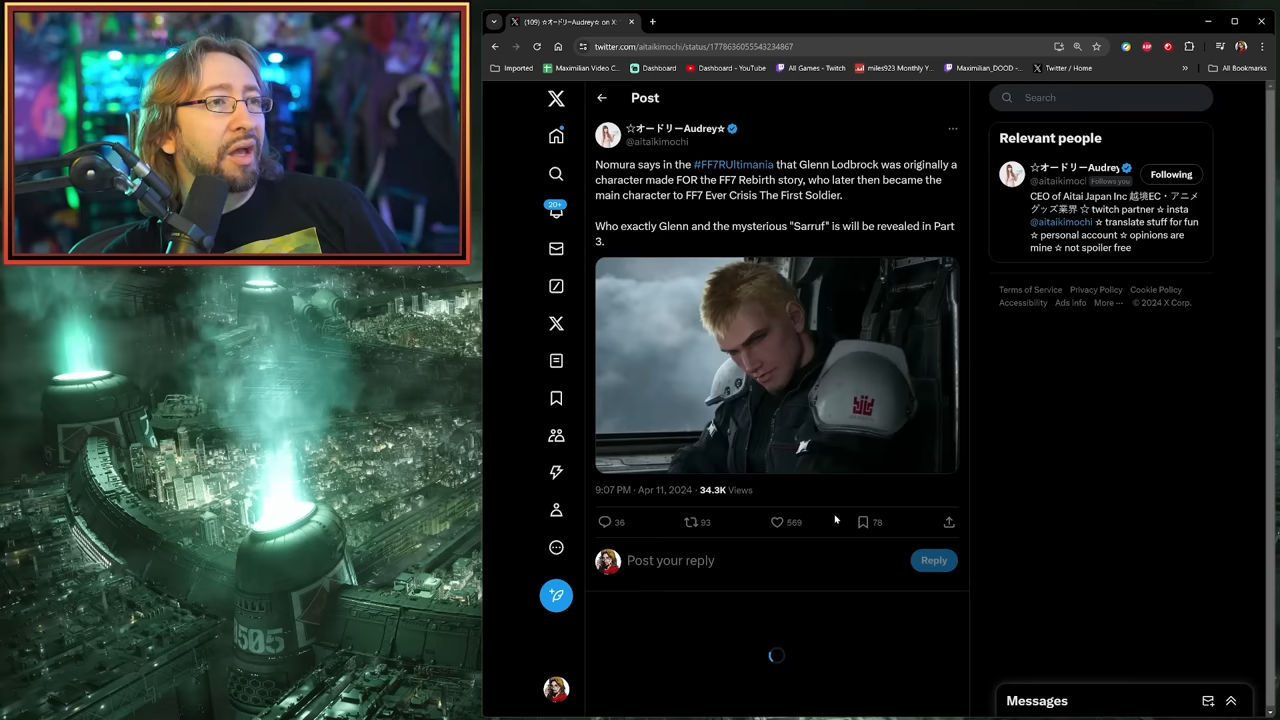 (109) ☆オードリーAudrey☆ on X:
twitter.com/aitaikimochi/status/1778636055543234867
Imported
Maximilian Video C...
Dashboard
Dashboard - YouTube
All Games - Twitch
miles923 Monthly Y...
Maximilian_DOOD -...
Twitter / Home
»
All Bookmarks
Post
☆オードリーAudrey☆
@aitaikimochi
Nomura says in the #FF7RUltimania that Glenn Lodbrock was originally a
character made FOR the FF7 Rebirth story, who later then became the
main character to FF7 Ever Crisis The First Soldier.
Who exactly Glenn and the mysterious "Sarruf" is will be revealed in Part
3.
9:07 PM · Apr 11, 2024 · 34.3K Views
36
93
569
78
Post your reply
Reply
20+
Search
Relevant people
☆オードリーAudrey
@aitaikimoci Follows you
Following
CEO of Aitai Japan Inc 越境EC・アニメ
グッズ業界 ☆ twitch partner ☆ insta
@aitaikimochi ☆ translate stuff for fun
☆ personal account ☆ opinions are
mine ☆ not spoiler free
Terms of Service Privacy Policy Cookie Policy
Accessibility Ads info More ··· © 2024 X Corp.
Messages
1505